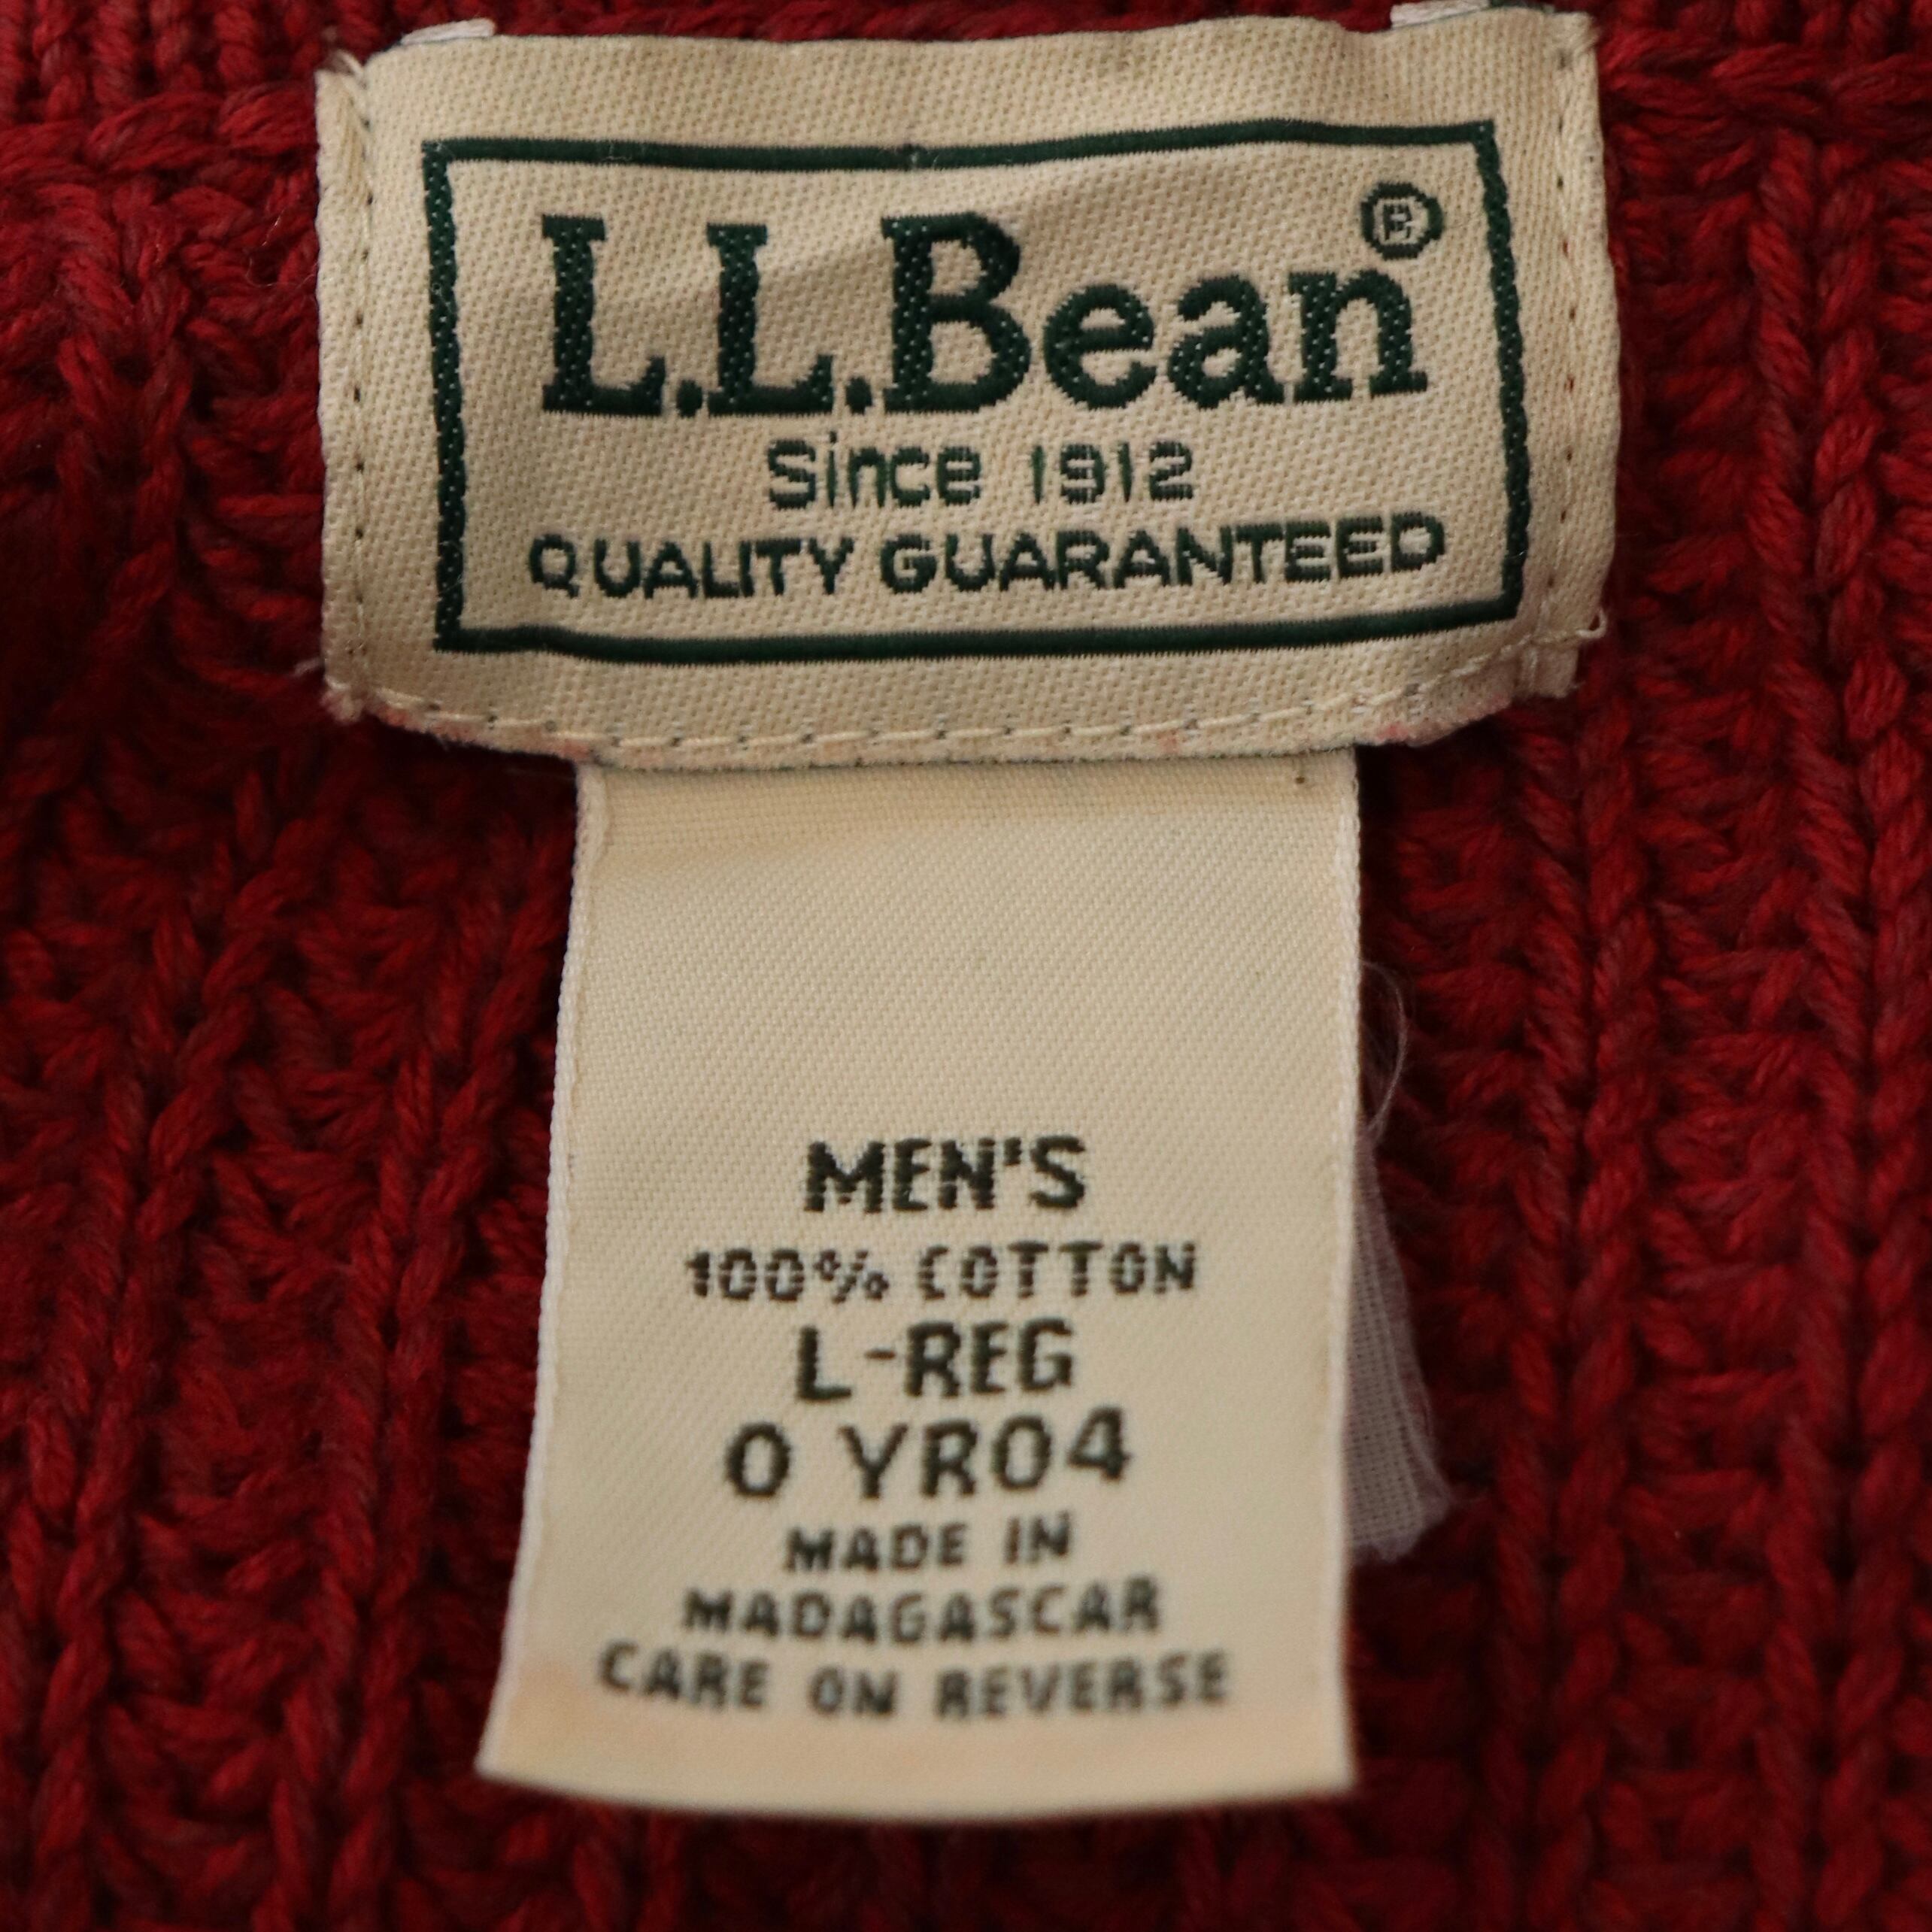 L.L.Bean®
Since 1912
QUALITY GUARANTEED
MEN'S
100% COTTON
L-REG
0 YR04
MADE IN
MADAGASCAR
CARE ON REVERSE